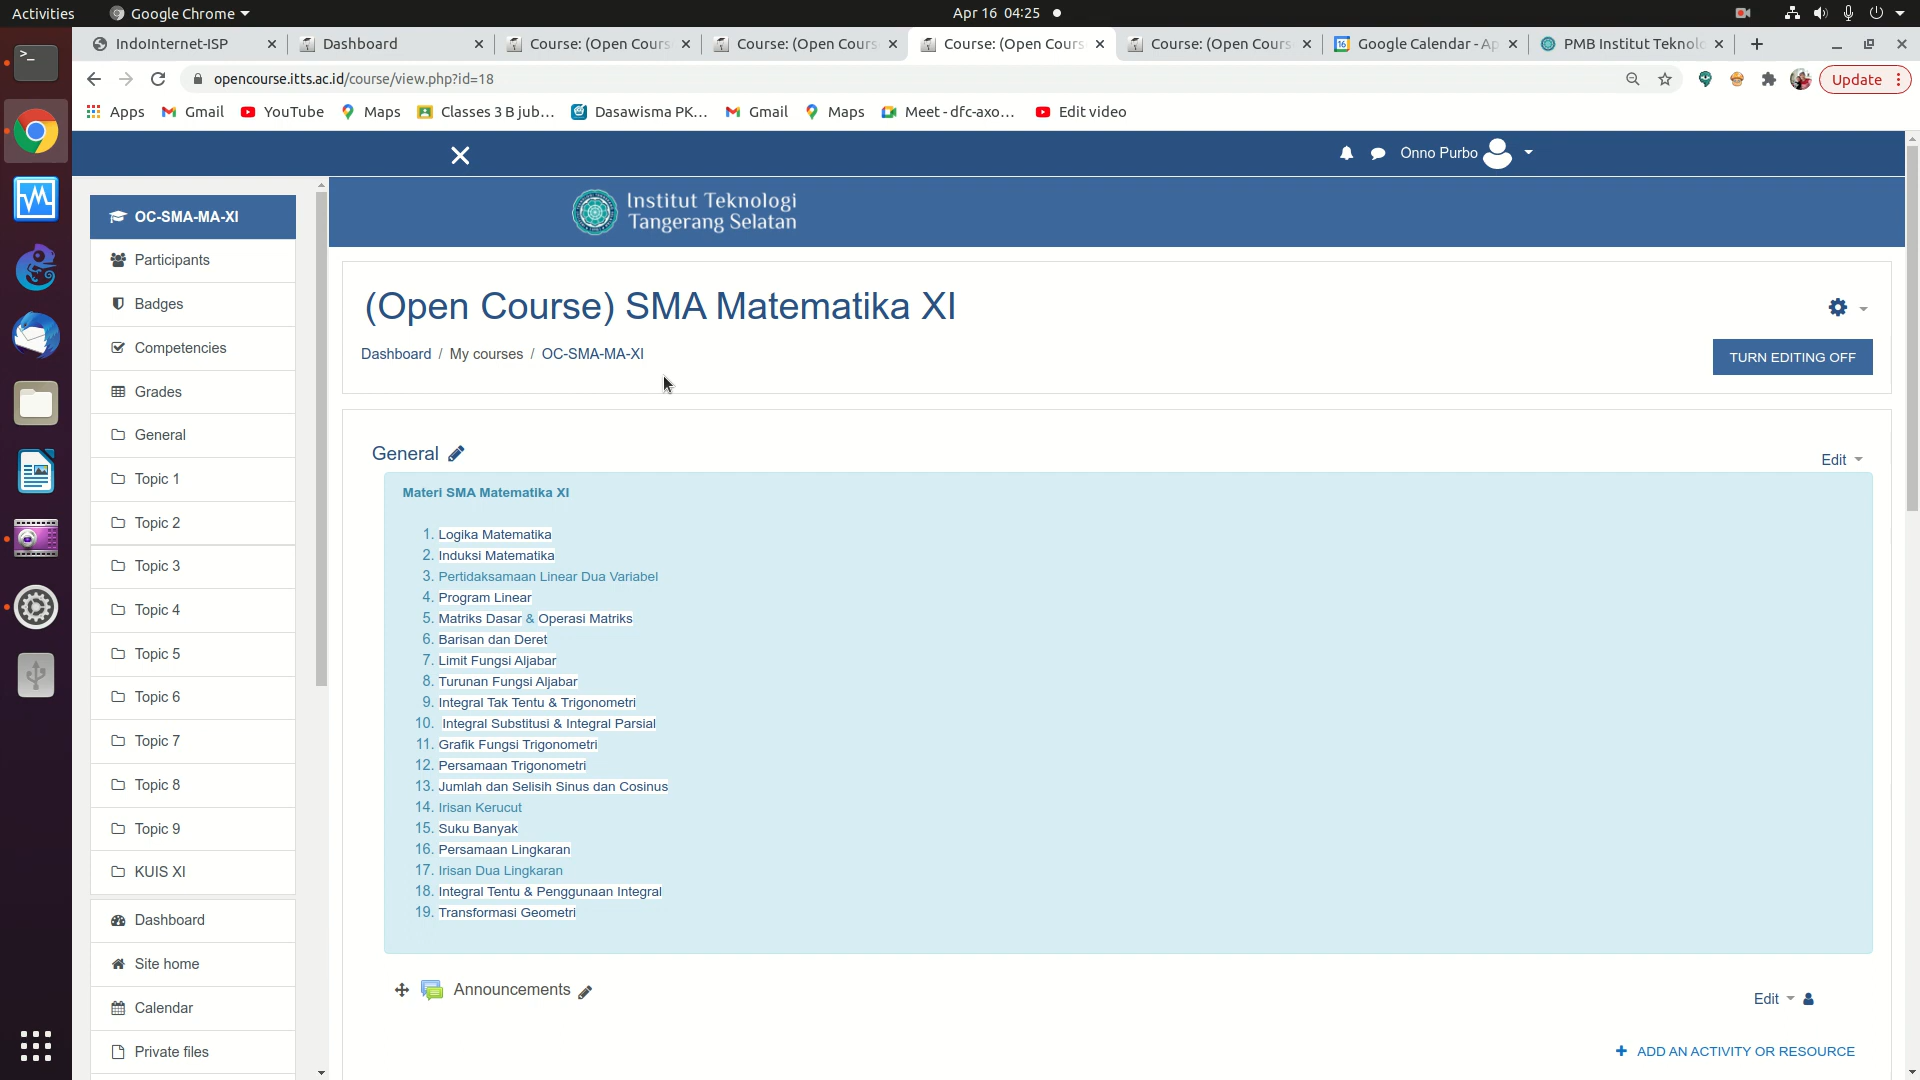 Activities
Google Chrome
Apr 16 04:25
IndoInternet-ISP
Dashboard
Course: (Open Cours
Course: (Open Cours
Course: (Open Cours
Course: (Open Cours
Google Calendar - Ap
PMB Institut Teknolo
opencourse.itts.ac.id/course/view.php?id=18
Update
Apps
Gmail
YouTube
Maps
Classes 3 B jub...
Dasawisma PK...
Gmail
Maps
Meet - dfc-axo...
Edit video
Onno Purbo
Institut Teknologi
Tangerang Selatan
OC-SMA-MA-XI
Participants
Badges
Competencies
Grades
General
Topic 1
Topic 2
Topic 3
Topic 4
Topic 5
Topic 6
Topic 7
Topic 8
Topic 9
KUIS XI
Dashboard
Site home
Calendar
Private files
(Open Course) SMA Matematika XI
Dashboard / My courses / OC-SMA-MA-XI
TURN EDITING OFF
General
Edit
Materi SMA Matematika XI
1. Logika Matematika
2. Induksi Matematika
3. Pertidaksamaan Linear Dua Variabel
4. Program Linear
5. Matriks Dasar & Operasi Matriks
6. Barisan dan Deret
7. Limit Fungsi Aljabar
8. Turunan Fungsi Aljabar
9. Integral Tak Tentu & Trigonometri
10. Integral Substitusi & Integral Parsial
11. Grafik Fungsi Trigonometri
12. Persamaan Trigonometri
13. Jumlah dan Selisih Sinus dan Cosinus
14. Irisan Kerucut
15. Suku Banyak
16. Persamaan Lingkaran
17. Irisan Dua Lingkaran
18. Integral Tentu & Penggunaan Integral
19. Transformasi Geometri
Announcements
Edit
ADD AN ACTIVITY OR RESOURCE